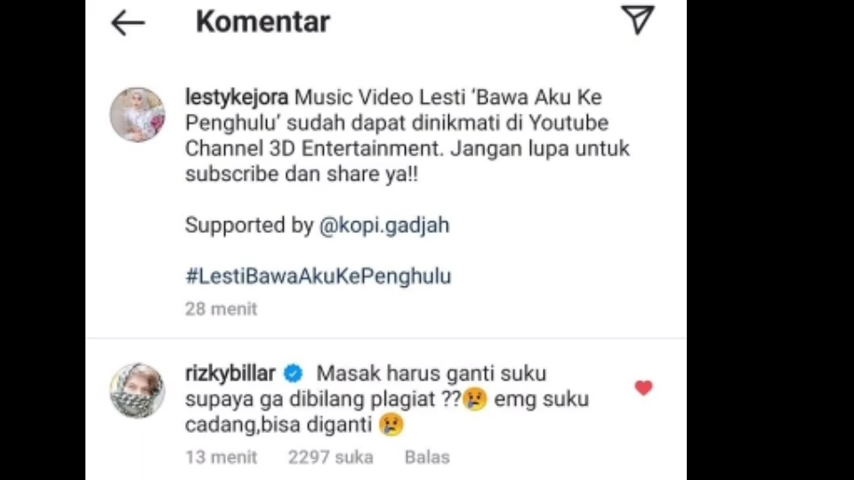 Komentar
lestykejora Music Video Lesti ‘Bawa Aku Ke
Penghulu’ sudah dapat dinikmati di Youtube
Channel 3D Entertainment. Jangan lupa untuk
subscribe dan share ya!!
Supported by @kopi.gadjah
#LestiBawaAkuKePenghulu
28 menit
rizkybillar Masak harus ganti suku
supaya ga dibilang plagiat ??😢 emg suku
cadang,bisa diganti 😢
13 menit 2297 suka Balas